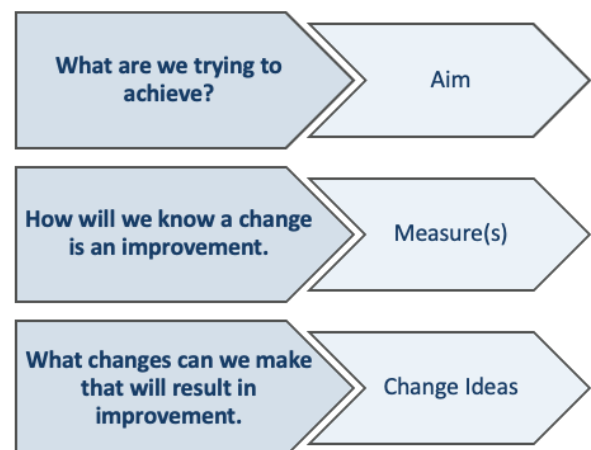 What are we trying to
achieve?
Aim
How will we know a change
is an improvement.
Measure(s)
What changes can we make
that will result in
improvement.
Change Ideas